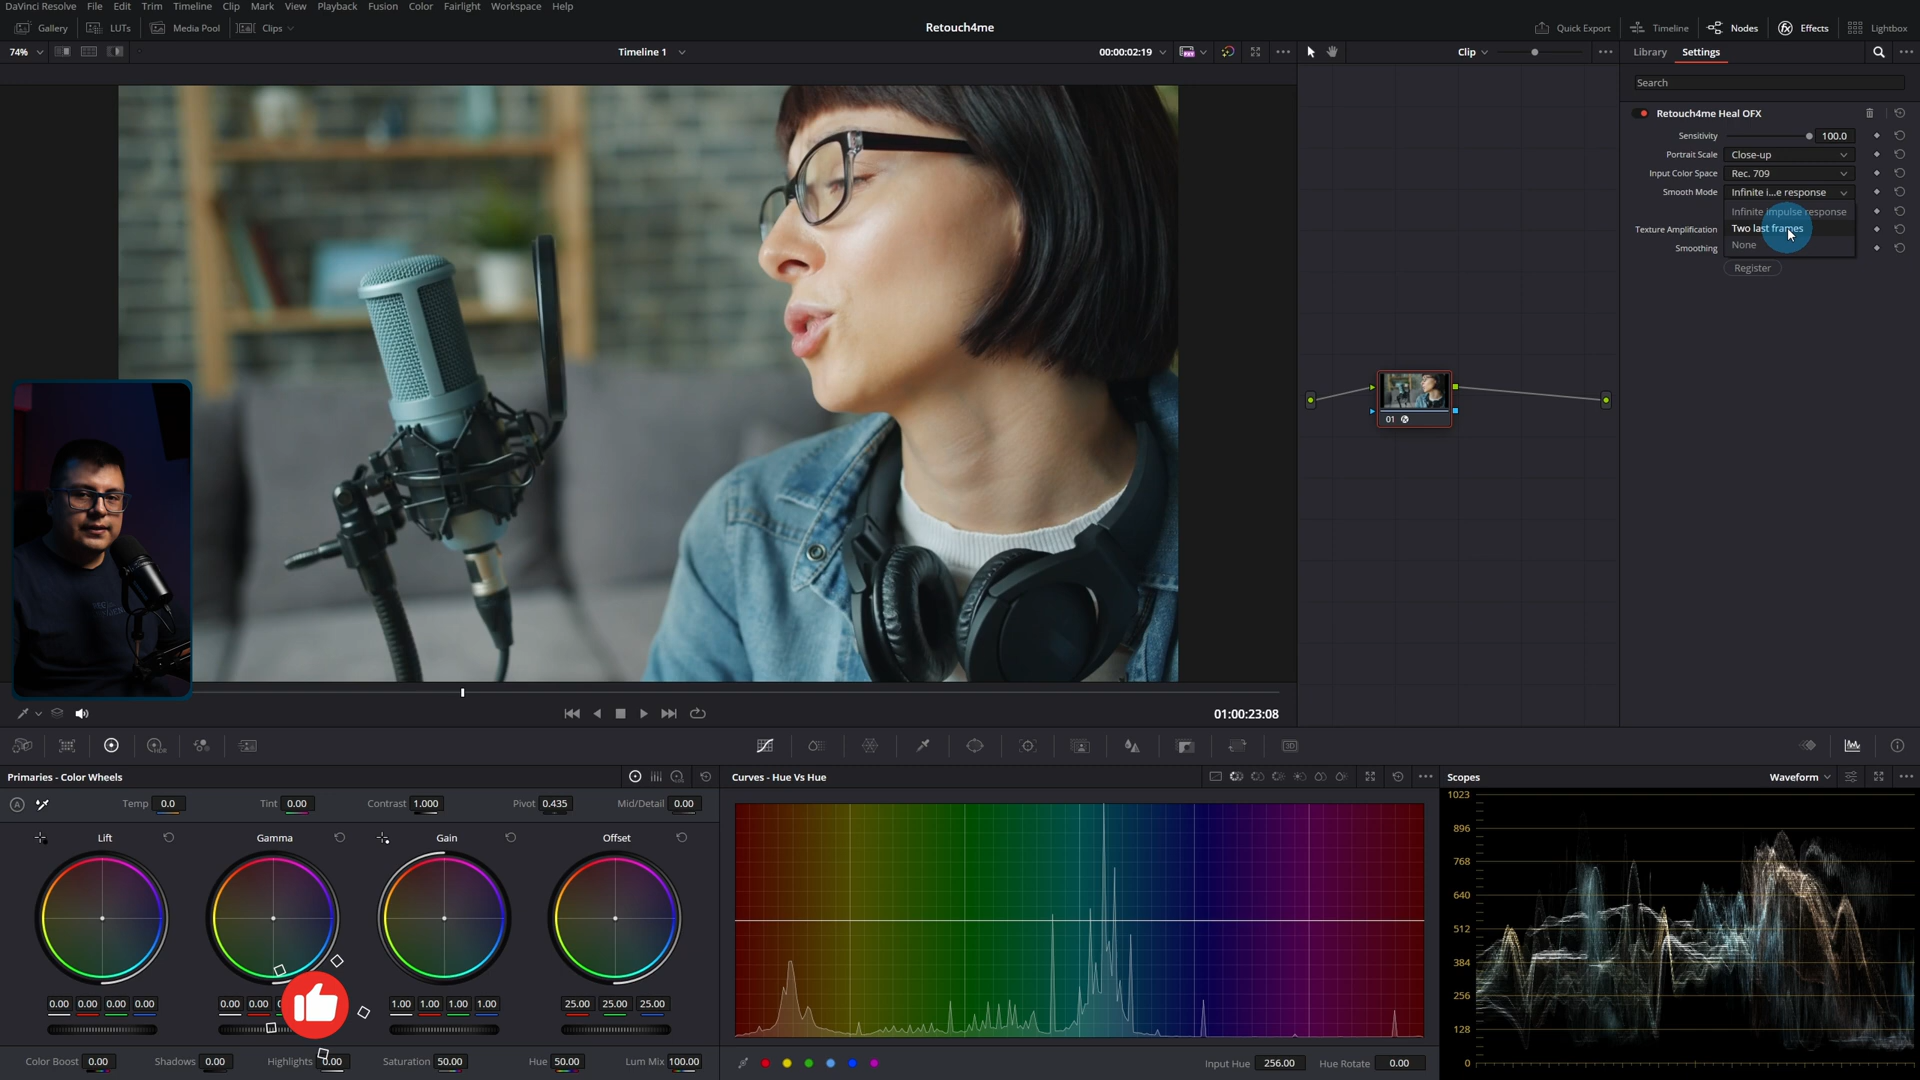 DaVinci Resolve File Edit Trim Timeline Clip Mark View Playback Fusion Color Fairlight Workspace Help
Gallery LUTs Media Pool Clips Retouch4me Quick Export Timeline Nodes Effects Lightbox
74% Timeline 1 00:00:02:19 Clip Library Settings
Search
Retouch4me Heal OFX
Sensitivity 100.0
Portrait Scale Close-up
Input Color Space Rec. 709
Smooth Mode Infinite i...e response
Infinite impulse response
Texture Amplification Two last frames
Smoothing None
Register
01
01:00:23:08
HDR
3D
Primaries - Color Wheels Curves - Hue Vs Hue Scopes Waveform
A Temp 0.0 Tint 0.00 Contrast 1.000 Pivot 0.435 Mid/Detail 0.00
Lift Gamma Gain Offset
0.00 0.00 0.00 0.00 0.00 0.00 1.00 1.00 1.00 1.00 25.00 25.00 25.00
Color Boost 0.00 Shadows 0.00 Highlights 0.00 Saturation 50.00 Hue 50.00 Lum Mix 100.00
Input Hue 256.00 Hue Rotate 0.00
1023
896
768
640
512
384
256
128
0